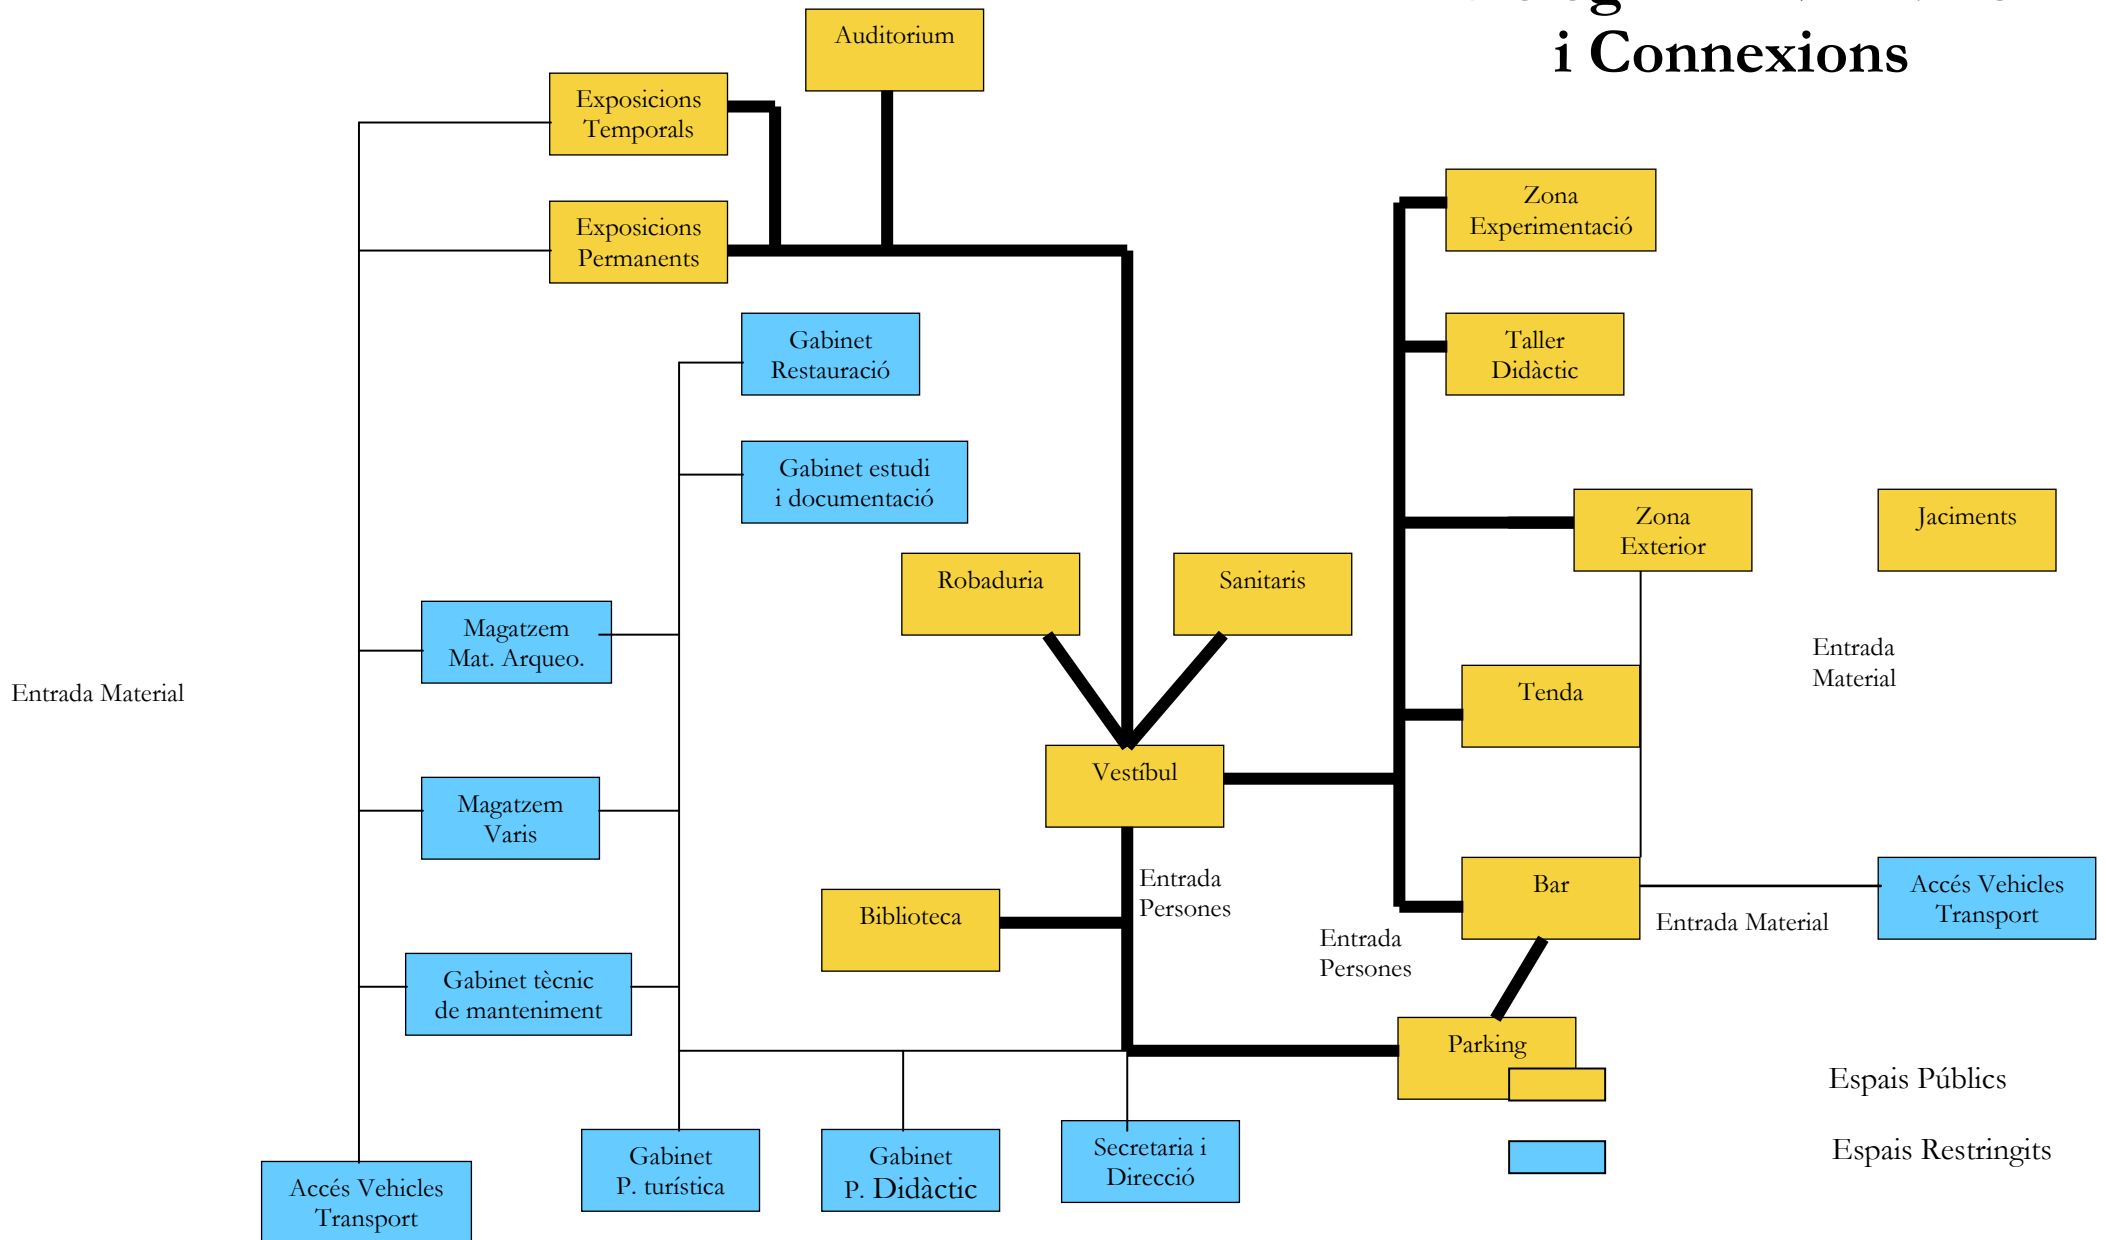 i Connexions
Auditorium
Exposicions
Temporals
Exposicions
Permanents
Zona
Experimentació
Gabinet
Restauració
Taller
Didàctic
Gabinet estudi
i documentació
Zona
Exterior
Jaciments
Robaduria
Sanitaris
Magatzem
Mat. Arqueo.
Entrada
Material
Entrada Material
Tenda
Vestíbul
Magatzem
Varis
Entrada
Persones
Bar
Accés Vehicles
Transport
Biblioteca
Entrada Material
Entrada
Persones
Gabinet tècnic
de manteniment
Parking
Espais Públics
Espais Restringits
Secretaria i
Direcció
Gabinet
P. turística
Gabinet
P. Didàctic
Accés Vehicles
Transport